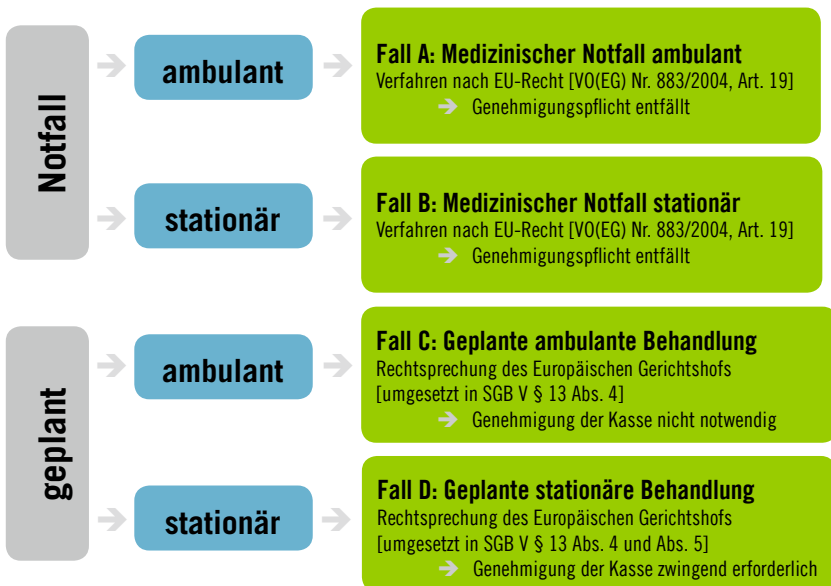 Notfall
ambulant
Fall A: Medizinischer Notfall ambulant
Verfahren nach EU-Recht [VO(EG) Nr. 883/2004, Art. 19]
Genehmigungspflicht entfällt
stationär
Fall B: Medizinischer Notfall stationär
Verfahren nach EU-Recht [VO(EG) Nr. 883/2004, Art. 19]
Genehmigungspflicht entfällt
geplant
ambulant
Fall C: Geplante ambulante Behandlung
Rechtsprechung des Europäischen Gerichtshofs
[umgesetzt in SGB V § 13 Abs. 4]
Genehmigung der Kasse nicht notwendig
stationär
Fall D: Geplante stationäre Behandlung
Rechtsprechung des Europäischen Gerichtshofs
[umgesetzt in SGB V § 13 Abs. 4 und Abs. 5]
Genehmigung der Kasse zwingend erforderlich